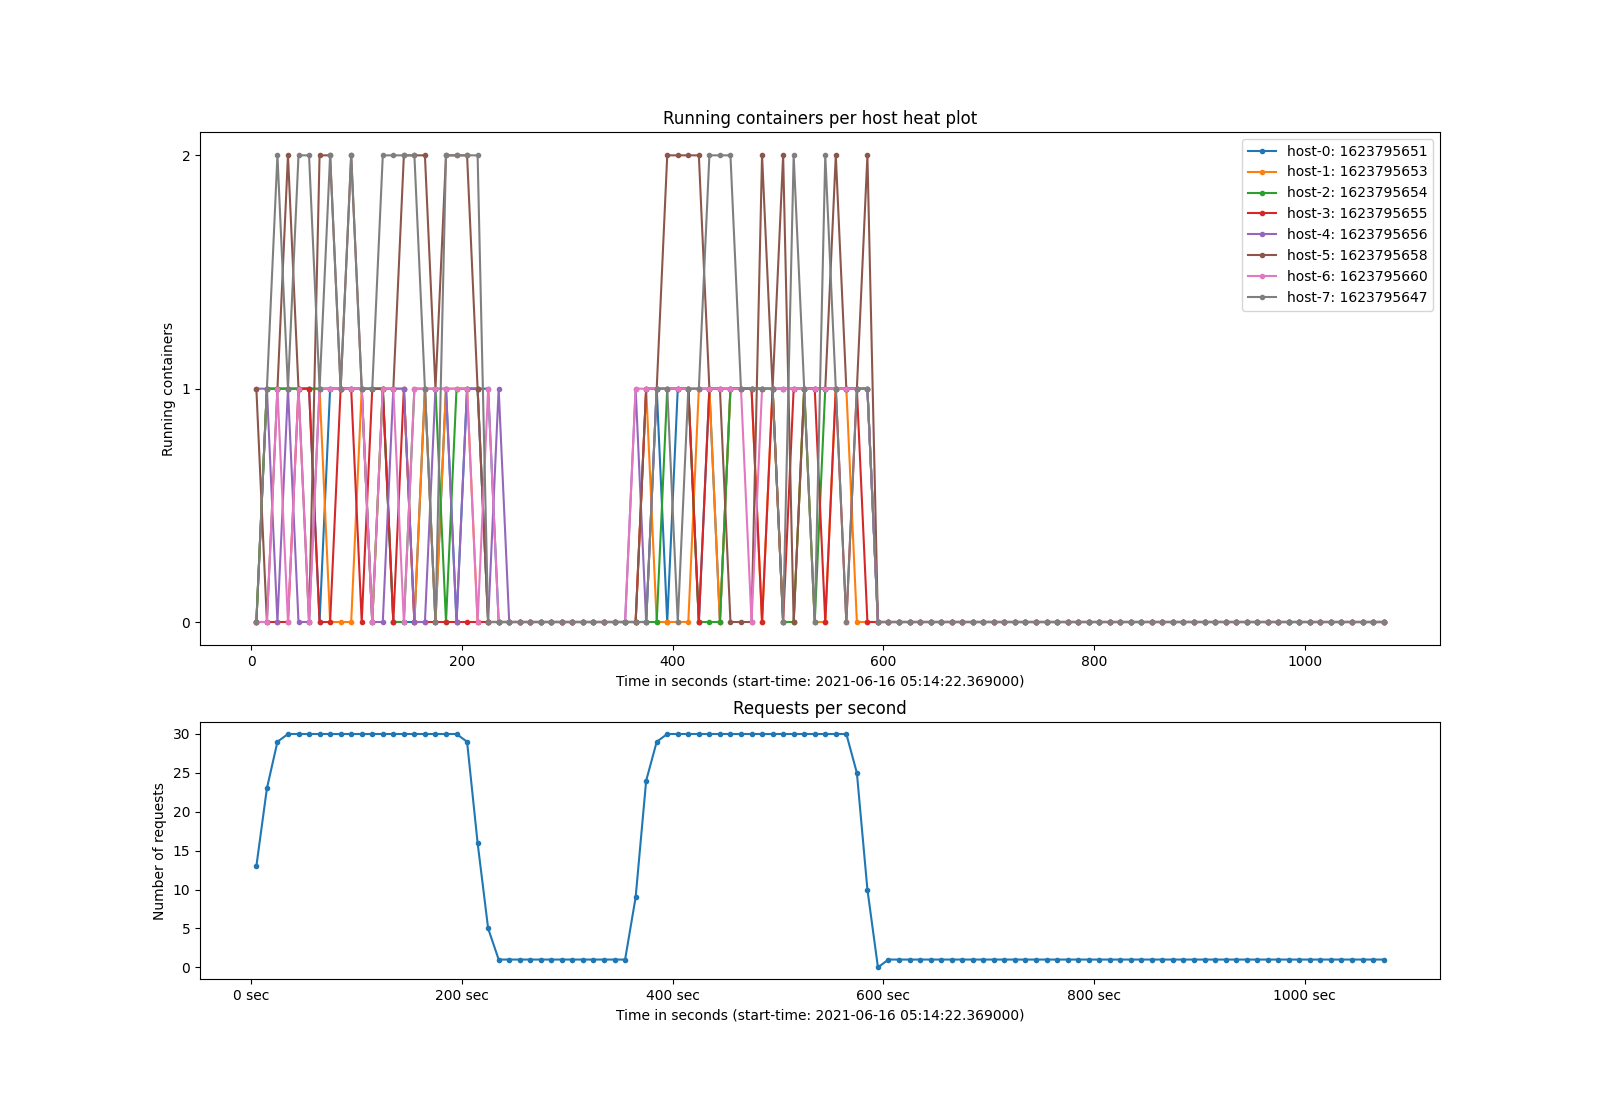 Running containers per host heat plot
2
1
0
Running containers
host-0: 1623795651
host-1: 1623795653
host-2: 1623795654
host-3: 1623795655
host-4: 1623795656
host-5: 1623795658
host-6: 1623795660
host-7: 1623795647
0 200 400 600 800 1000
Time in seconds (start-time: 2021-06-16 05:14:22.369000)
Requests per second
30
25
20
15
10
5
0
Number of requests
0 sec 200 sec 400 sec 600 sec 800 sec 1000 sec
Time in seconds (start-time: 2021-06-16 05:14:22.369000)